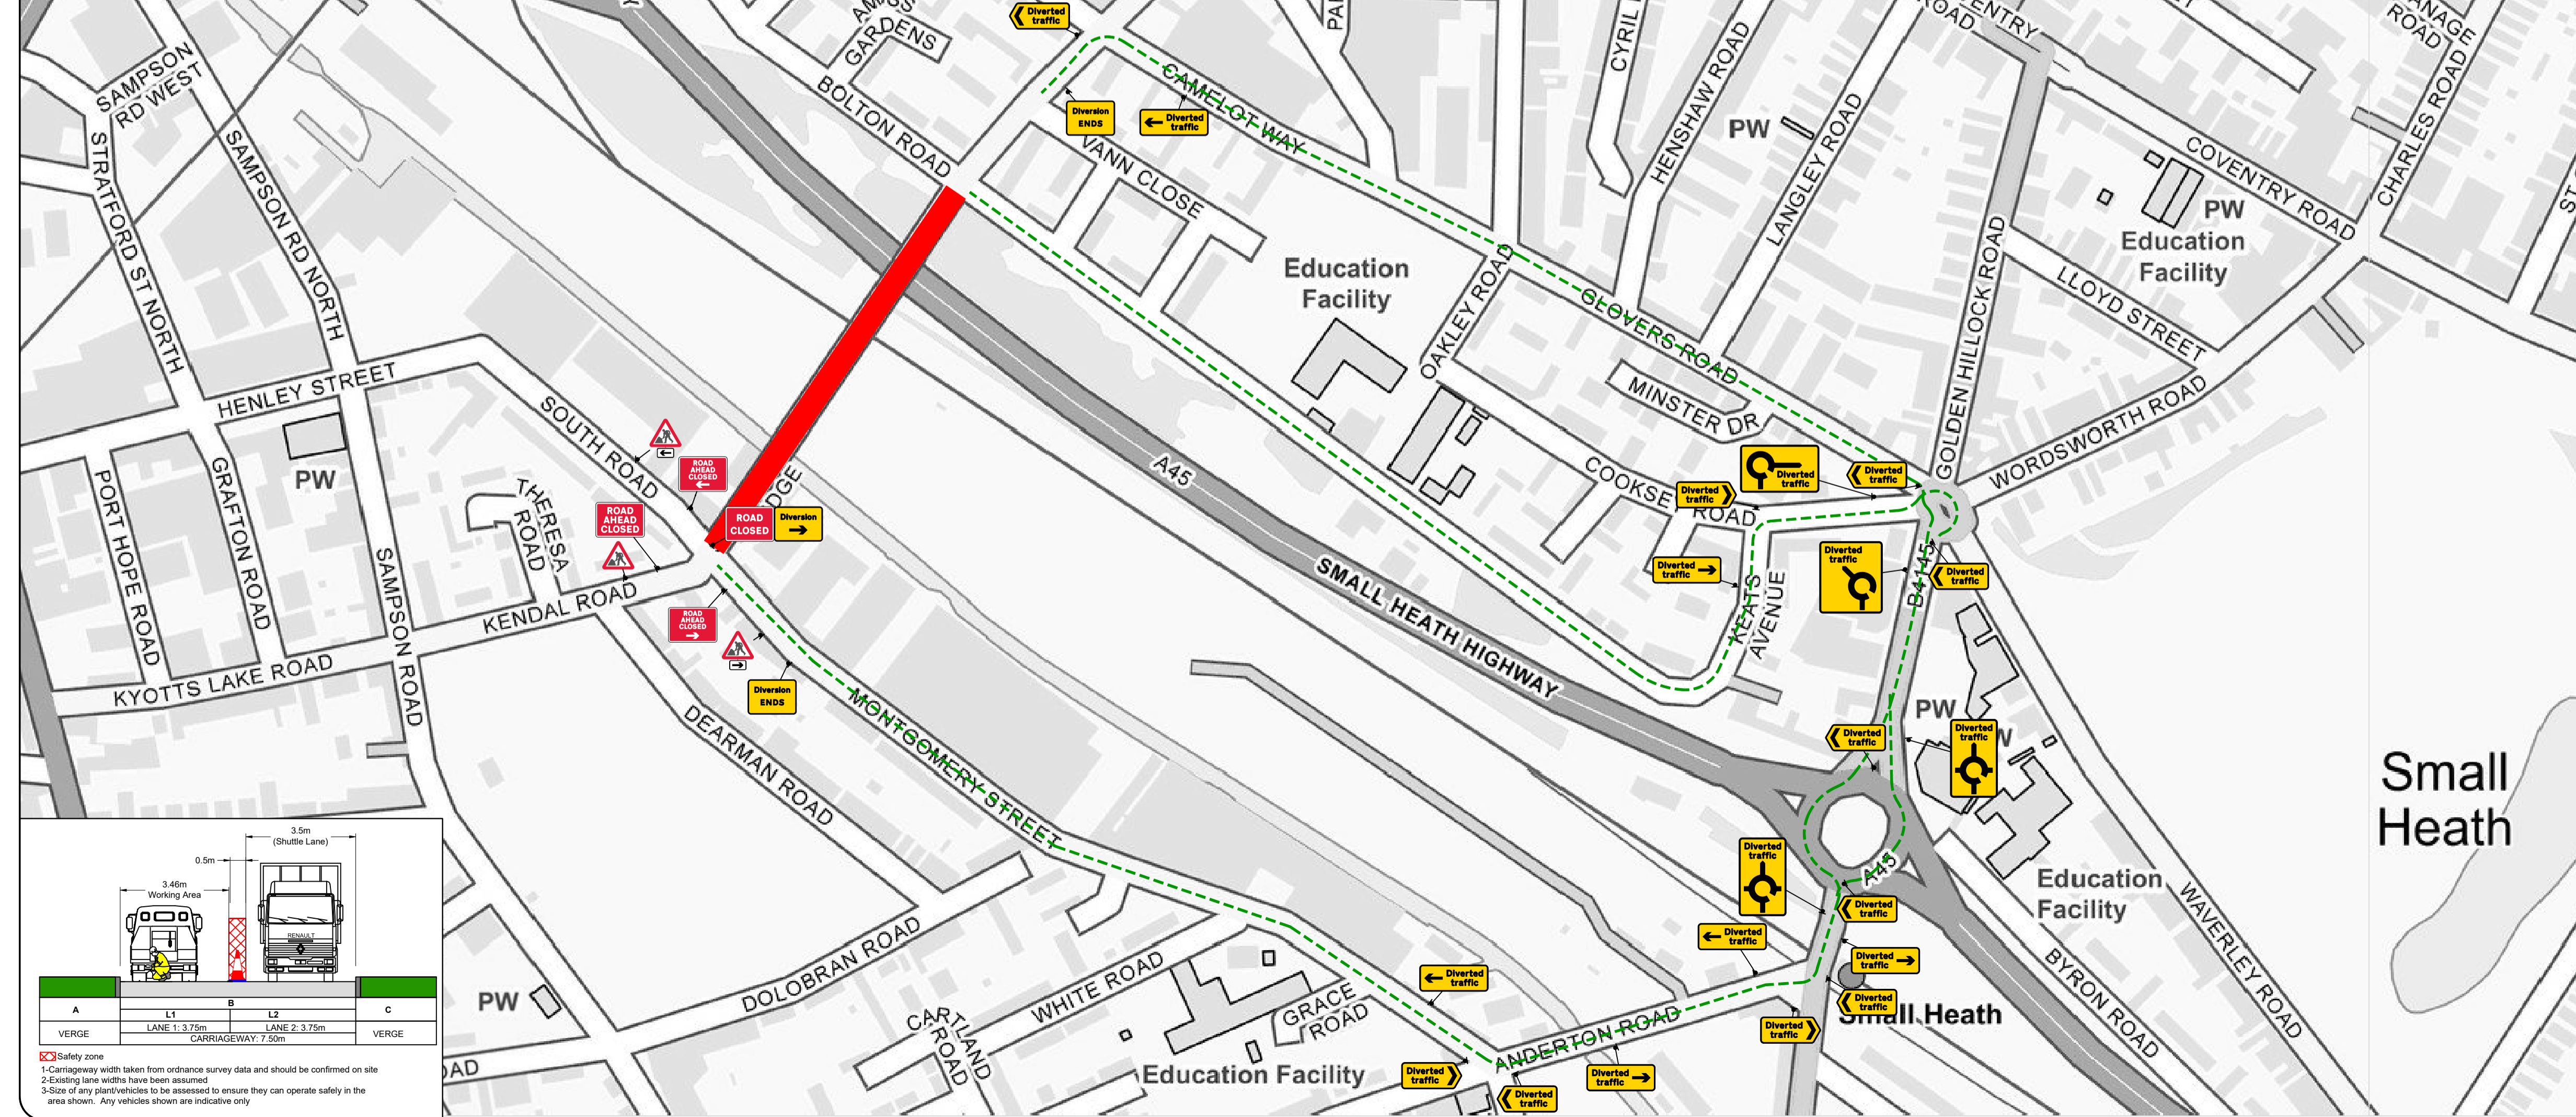 SAMPSON
RD WEST
STRATFORD ST NORTH
SAMPSON RD NORTH
GARDENS
BOLTON ROAD
Diverted
traffic
Diversion
ENDS
Diverted
traffic
CAMELOT WAY
VANN CLOSE
CYRIL
HENSHAW ROAD
PW
LANGLEY ROAD
ROAD
COVENTRY ROAD
CHARLES ROAD
ROAD
PW
Education
Facility
LLOYD STREET
GOLDEN HILLOCK ROAD
WORDSWORTH ROAD
Education
Facility
OAKLEY ROAD
GLOVERS ROAD
MINSTER DR
COOKSEY ROAD
Diverted
traffic
Diverted
traffic
Diverted
traffic
Diverted
traffic
KEATS
AVENUE
Diverted
traffic
B4145
Diverted
traffic
HENLEY STREET
PW
PORT HOPE ROAD
GRAFTON ROAD
SAMPSON ROAD
KYOTTS LAKE ROAD
SOUTH ROAD
THERESA
ROAD
KENDAL ROAD
ROAD
AHEAD
CLOSED
ROAD
AHEAD
CLOSED
ROAD
CLOSED
Diversion
ROAD
AHEAD
CLOSED
Diversion
ENDS
A45
SMALL HEATH HIGHWAY
DEARMAN ROAD
MONTGOMERY STREET
PW
Diverted
traffic
Diverted
traffic
A45
Diverted
traffic
Diverted
traffic
Diverted
traffic
Diverted
traffic
Diverted
traffic
Diverted
traffic
Small Heath
Education
Facility
WAVERLEY ROAD
BYRON ROAD
Small
Heath
DOLOBRAN ROAD
WHITE ROAD
CARTLAND
ROAD
GRACE
ROAD
PW
Education Facility
Diverted
traffic
ANDERTON ROAD
Diverted
traffic
Diverted
traffic
Diverted
traffic
3.5m
(Shuttle Lane)
0.5m
3.46m
Working Area
RENAULT
A
B
C
L1
L2
VERGE
LANE 1: 3.75m
LANE 2: 3.75m
VERGE
CARRIAGEWAY: 7.50m
Safety zone
1-Carriageway width taken from ordnance survey data and should be confirmed on site
2-Existing lane widths have been assumed
3-Size of any plant/vehicles to be assessed to ensure they can operate safely in the
area shown. Any vehicles shown are indicative only